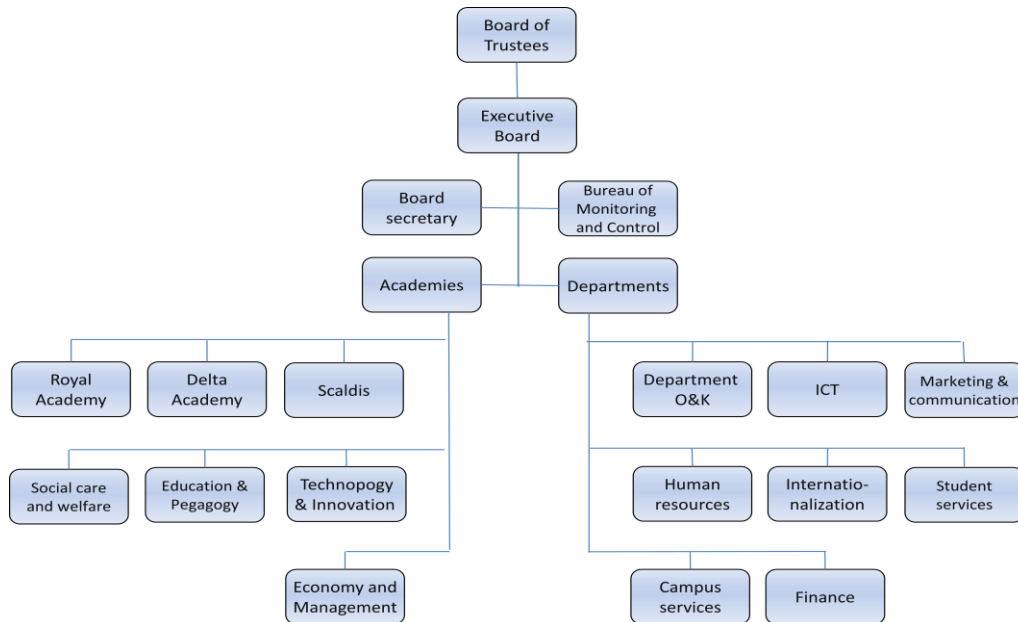 Board of
Trustees
Executive
Board
Board
secretary
Bureau of
Monitoring
and Control
Academies
Departments
Royal
Academy
Delta
Academy
Scaldis
Department
O&K
ICT
Marketing &
communication
Social care
and welfare
Education &
Pegagogy
Technopogy
& Innovation
Human
resources
Internatio-
nalization
Student
services
Economy and
Management
Campus
services
Finance